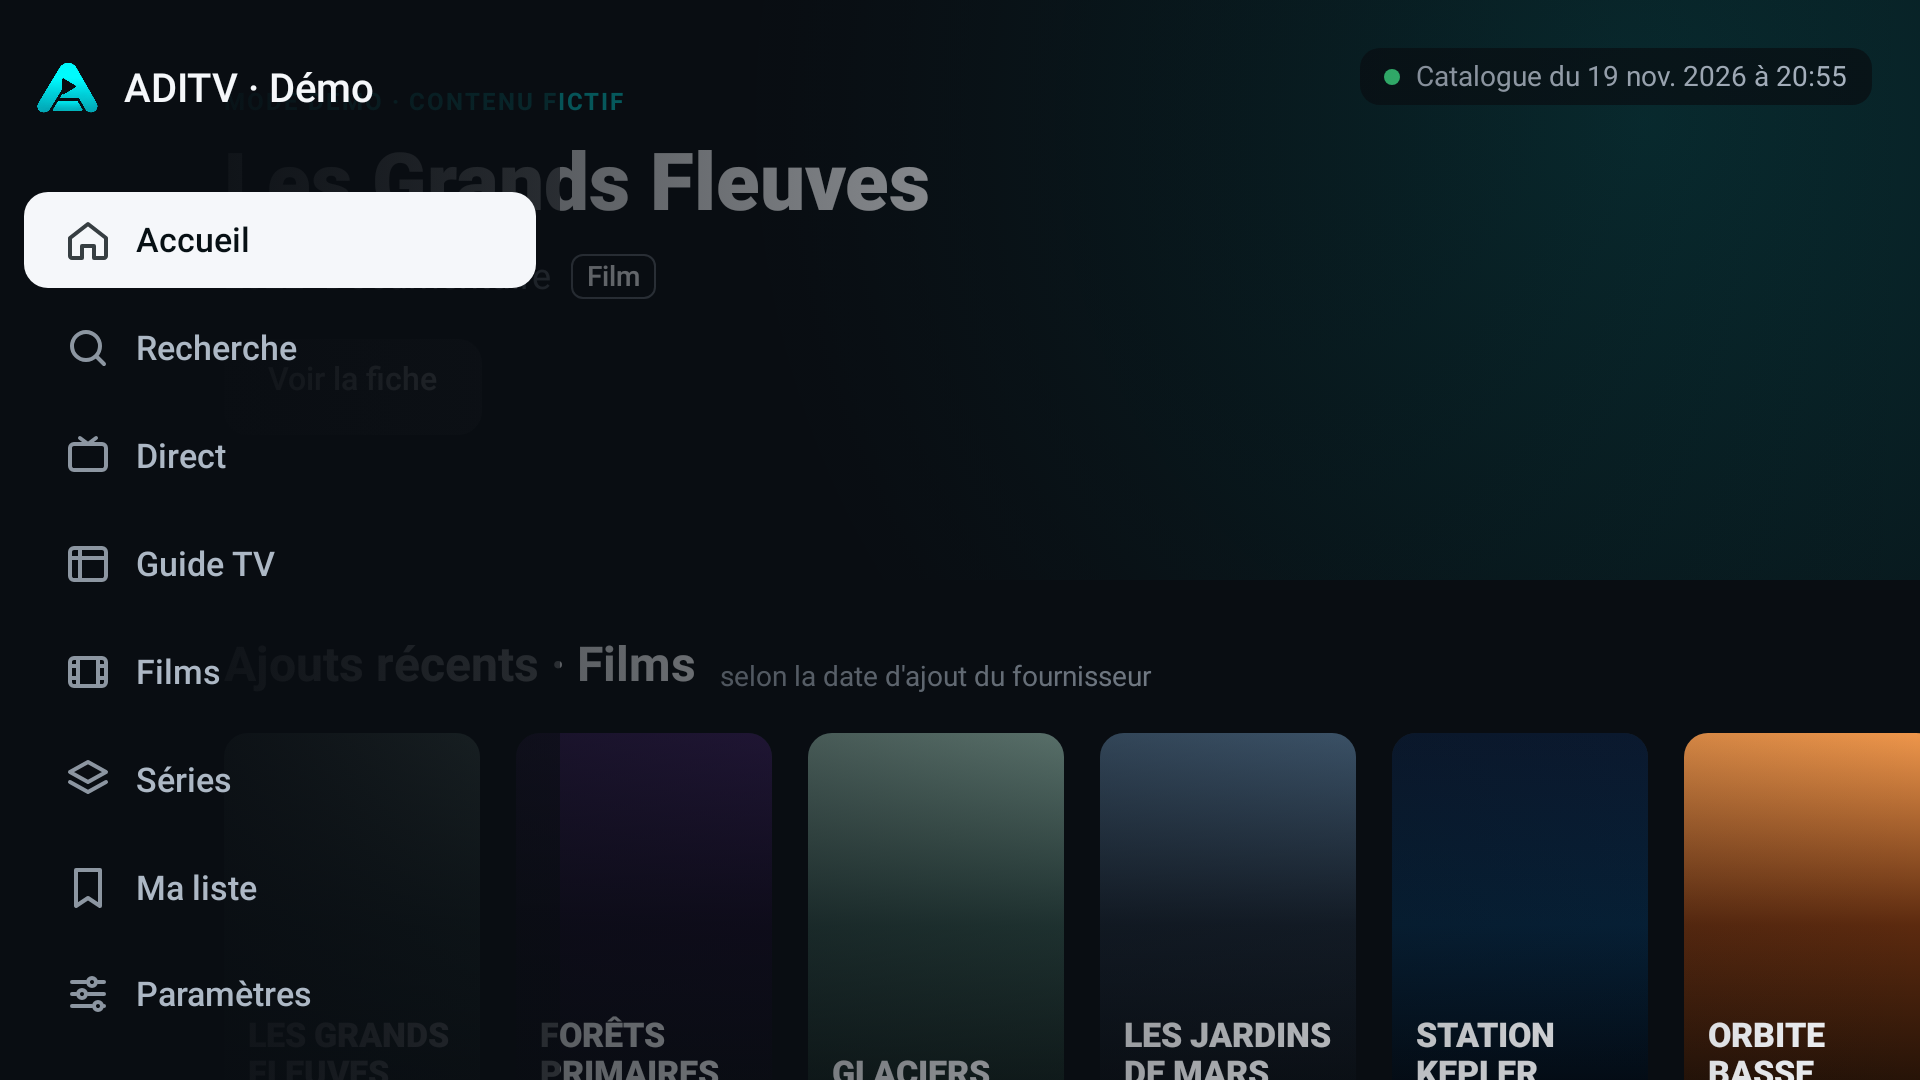 ADITV · Démo
· CONTENU FICTIF
Catalogue du 19 nov. 2026 à 20:55
Les Grands Fleuves
Accueil
Film
Recherche
Voir la fiche
Direct
Guide TV
Films
Ajouts récents · Films
selon la date d'ajout du fournisseur
Séries
Ma liste
Paramètres
LES GRANDS
FLEUVES
FORÊTS
PRIMAIRES
GLACIERS
LES JARDINS
DE MARS
STATION
KEPLER
ORBITE
BASSE